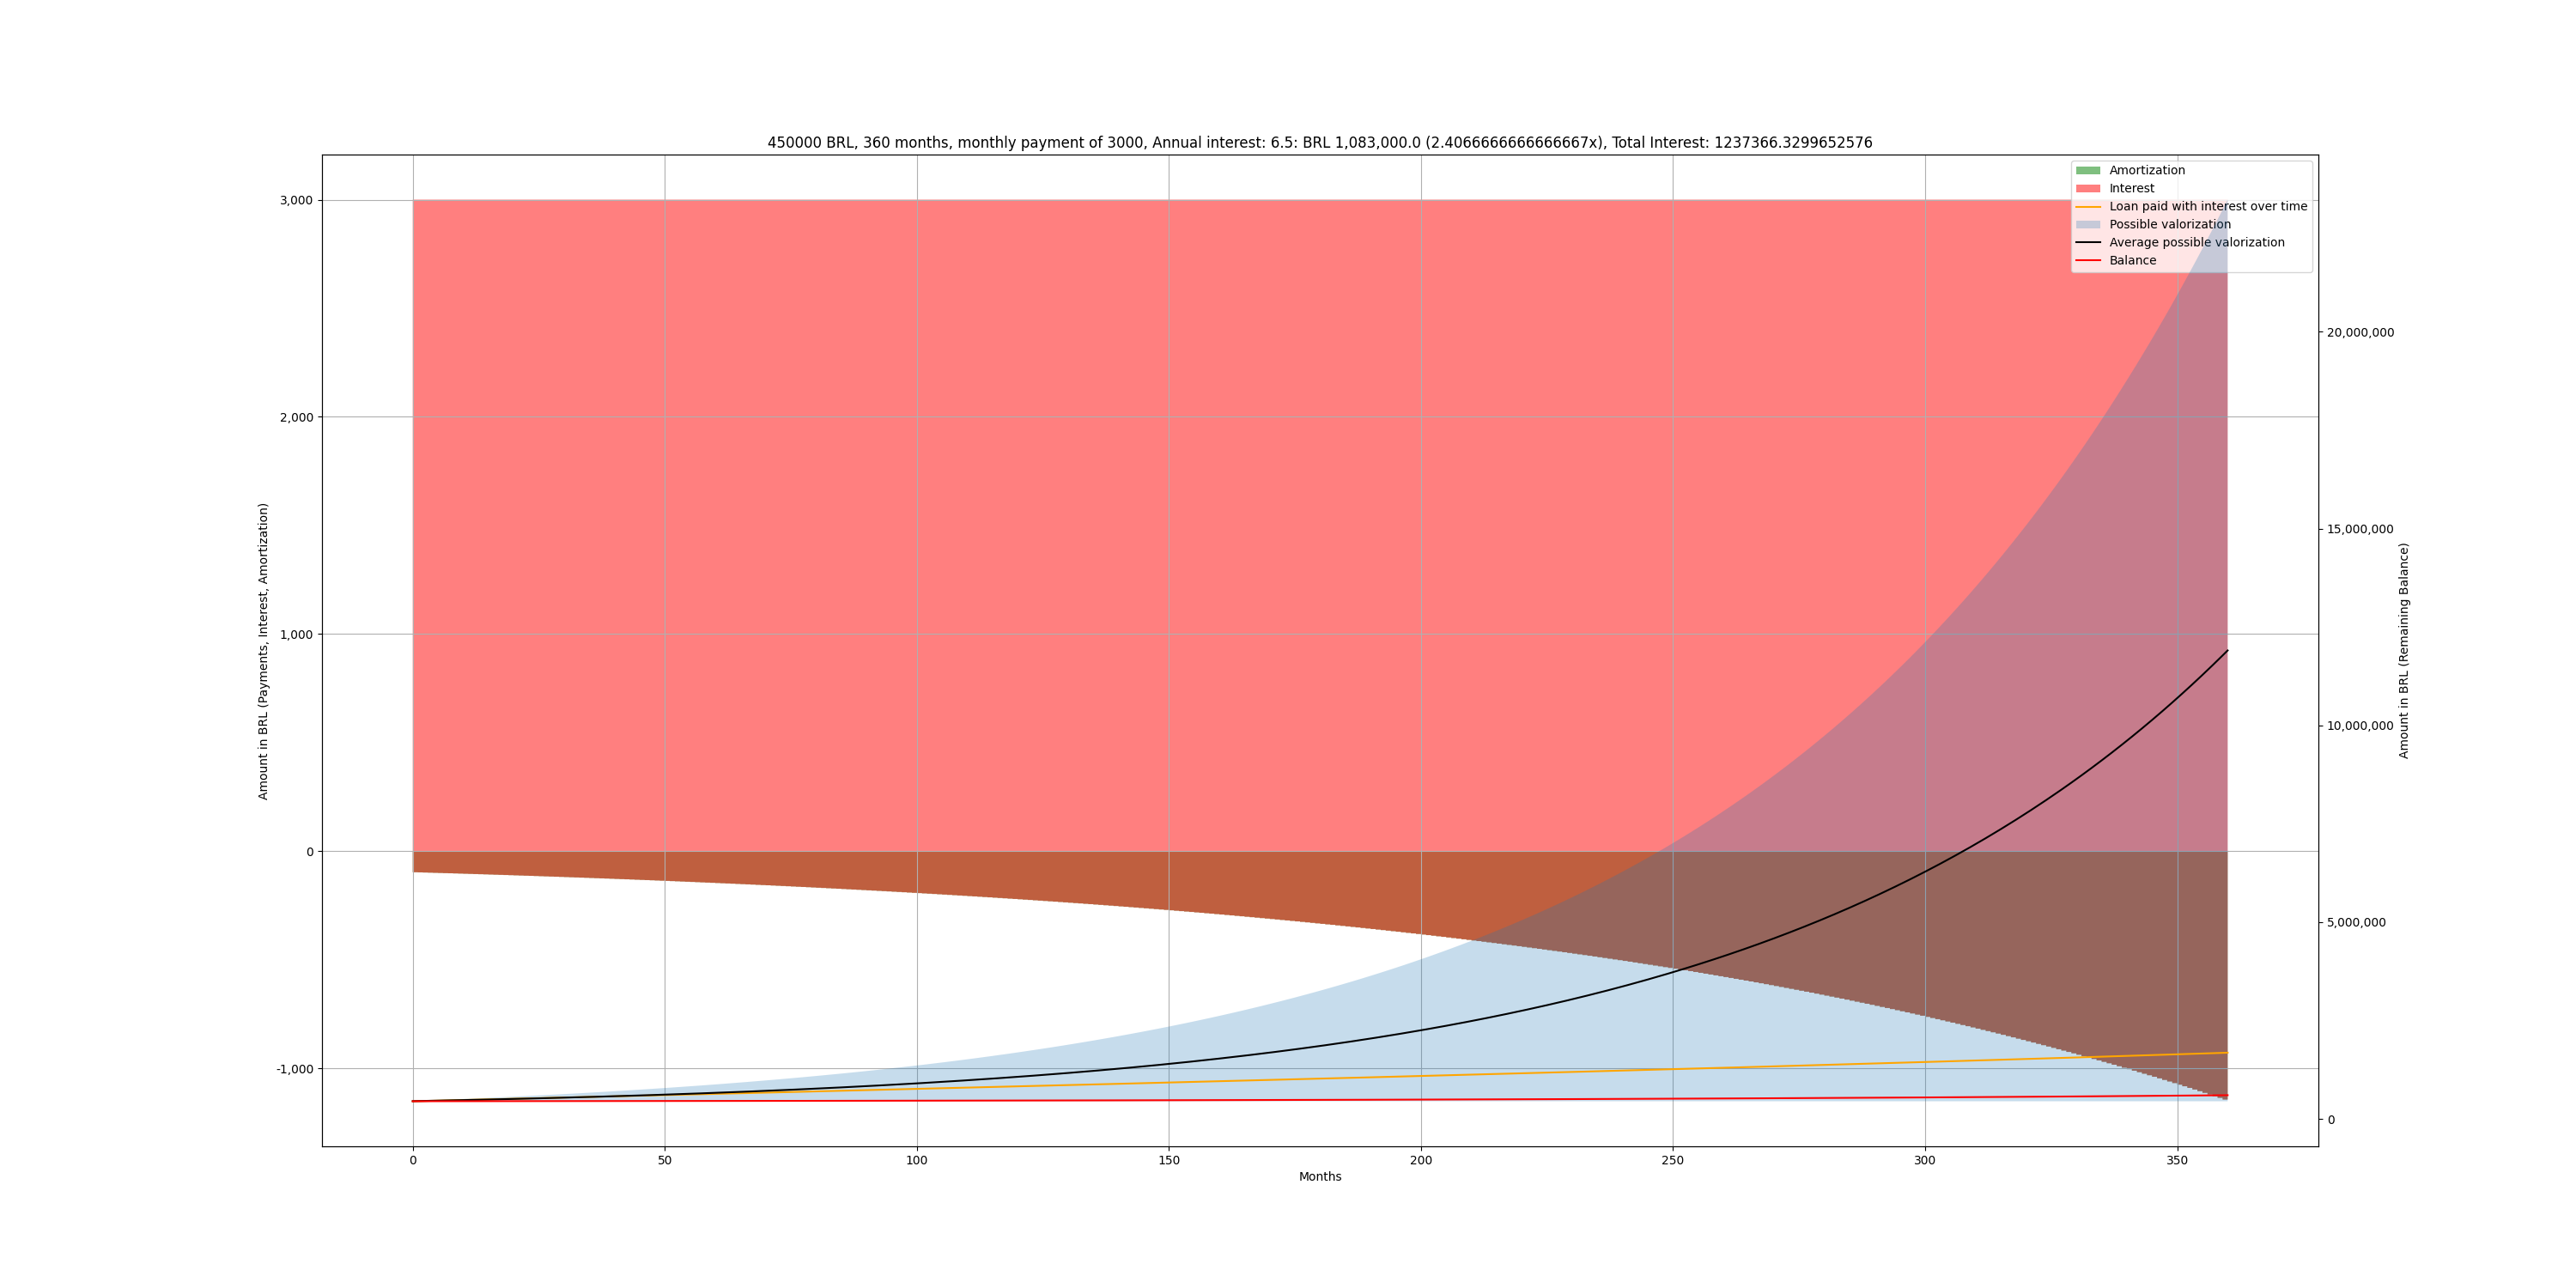 450000 BRL, 360 months, monthly payment of 3000, Annual interest: 6.5: BRL 1,083,000.0 (2.4066666666666667x), Total Interest: 1237366.3299652576
Amortization
Interest
Loan paid with interest over time
Possible valorization
Average possible valorization
Balance
3,000
2,000
1,000
0
-1,000
Amount in BRL (Payments, Interest, Amortization)
20,000,000
15,000,000
10,000,000
5,000,000
0
Amount in BRL (Remaining Balance)
0
50
100
150
200
250
300
350
Months